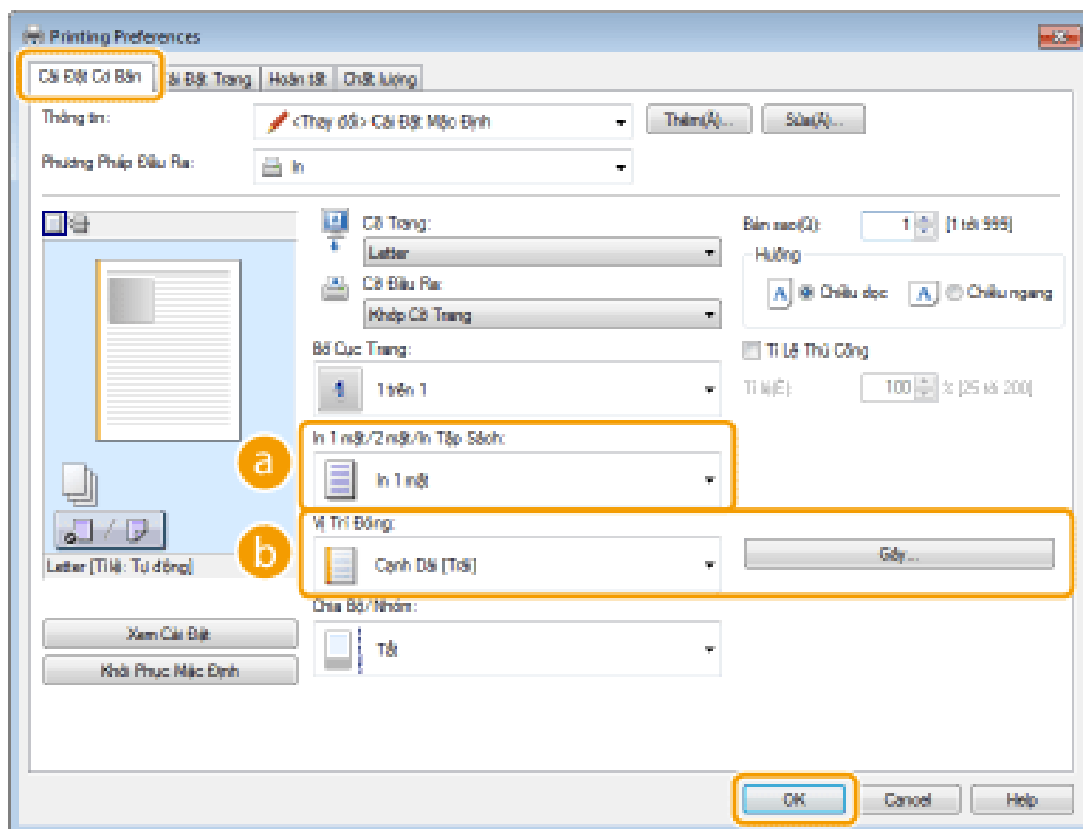 Printing Preferences
Cài Đặt Cơ Bản
Cài Đặt Trang
Hoàn tất
Chất lượng
Thông tin:
<Thay đổi> Cài Đặt Mặc Định
Thêm(A)...
Sửa(A)...
Phương Pháp Đầu Ra:
In
Cỡ Trang:
Letter
Cỡ Đầu Ra:
Khớp Cỡ Trang
Bố Cục Trang:
1 trên 1
Bản sao(Q):
1
[1 tới 999]
Hướng
A
Chiều dọc
A
Chiều ngang
Tỉ Lệ Thủ Công
Tỉ lệ(E):
100
% [25 tới 200]
a
In 1 mặt/2 mặt/In Tập Sách:
In 1 mặt
b
Vị Trí Đóng:
Cạnh Dài [Trái]
Gáy...
Letter [Tỉ lệ: Tự động]
Chia Bộ/Nhóm:
Tắt
Xem Cài Đặt
Khôi Phục Mặc Định
OK
Cancel
Help